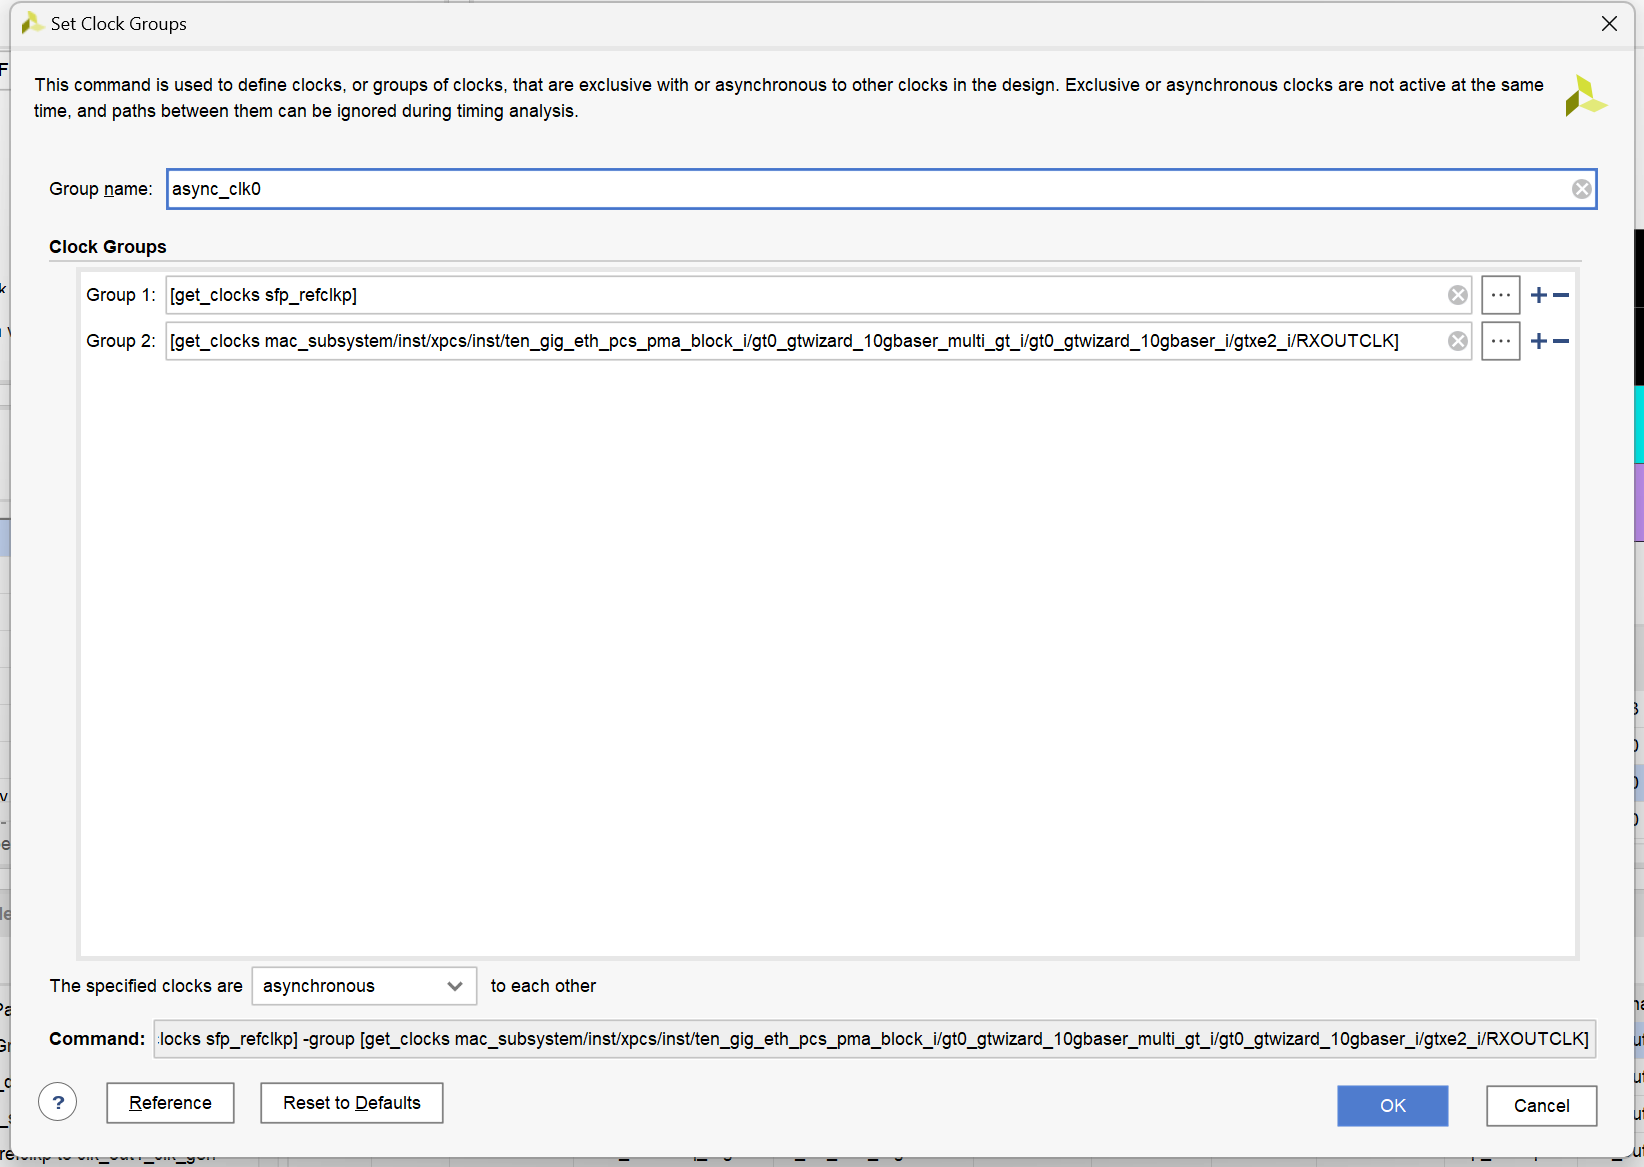 Set Clock Groups
This command is used to define clocks, or groups of clocks, that are exclusive with or asynchronous to other clocks in the design. Exclusive or asynchronous clocks are not active at the same
time, and paths between them can be ignored during timing analysis.
Group name: async_clk0
Clock Groups
Group 1: [get_clocks sfp_refclkp] ...
Group 2: [get_clocks mac_subsystem/inst/xpcs/inst/ten_gig_eth_pcs_pma_block_i/gt0_gtwizard_10gbaser_multi_gt_i/gt0_gtwizard_10gbaser_i/gtxe2_i/RXOUTCLK] ...
The specified clocks are asynchronous to each other
Command: locks sfp_refclkp] -group [get_clocks mac_subsystem/inst/xpcs/inst/ten_gig_eth_pcs_pma_block_i/gt0_gtwizard_10gbaser_multi_gt_i/gt0_gtwizard_10gbaser_i/gtxe2_i/RXOUTCLK]
? Reference Reset to Defaults OK Cancel